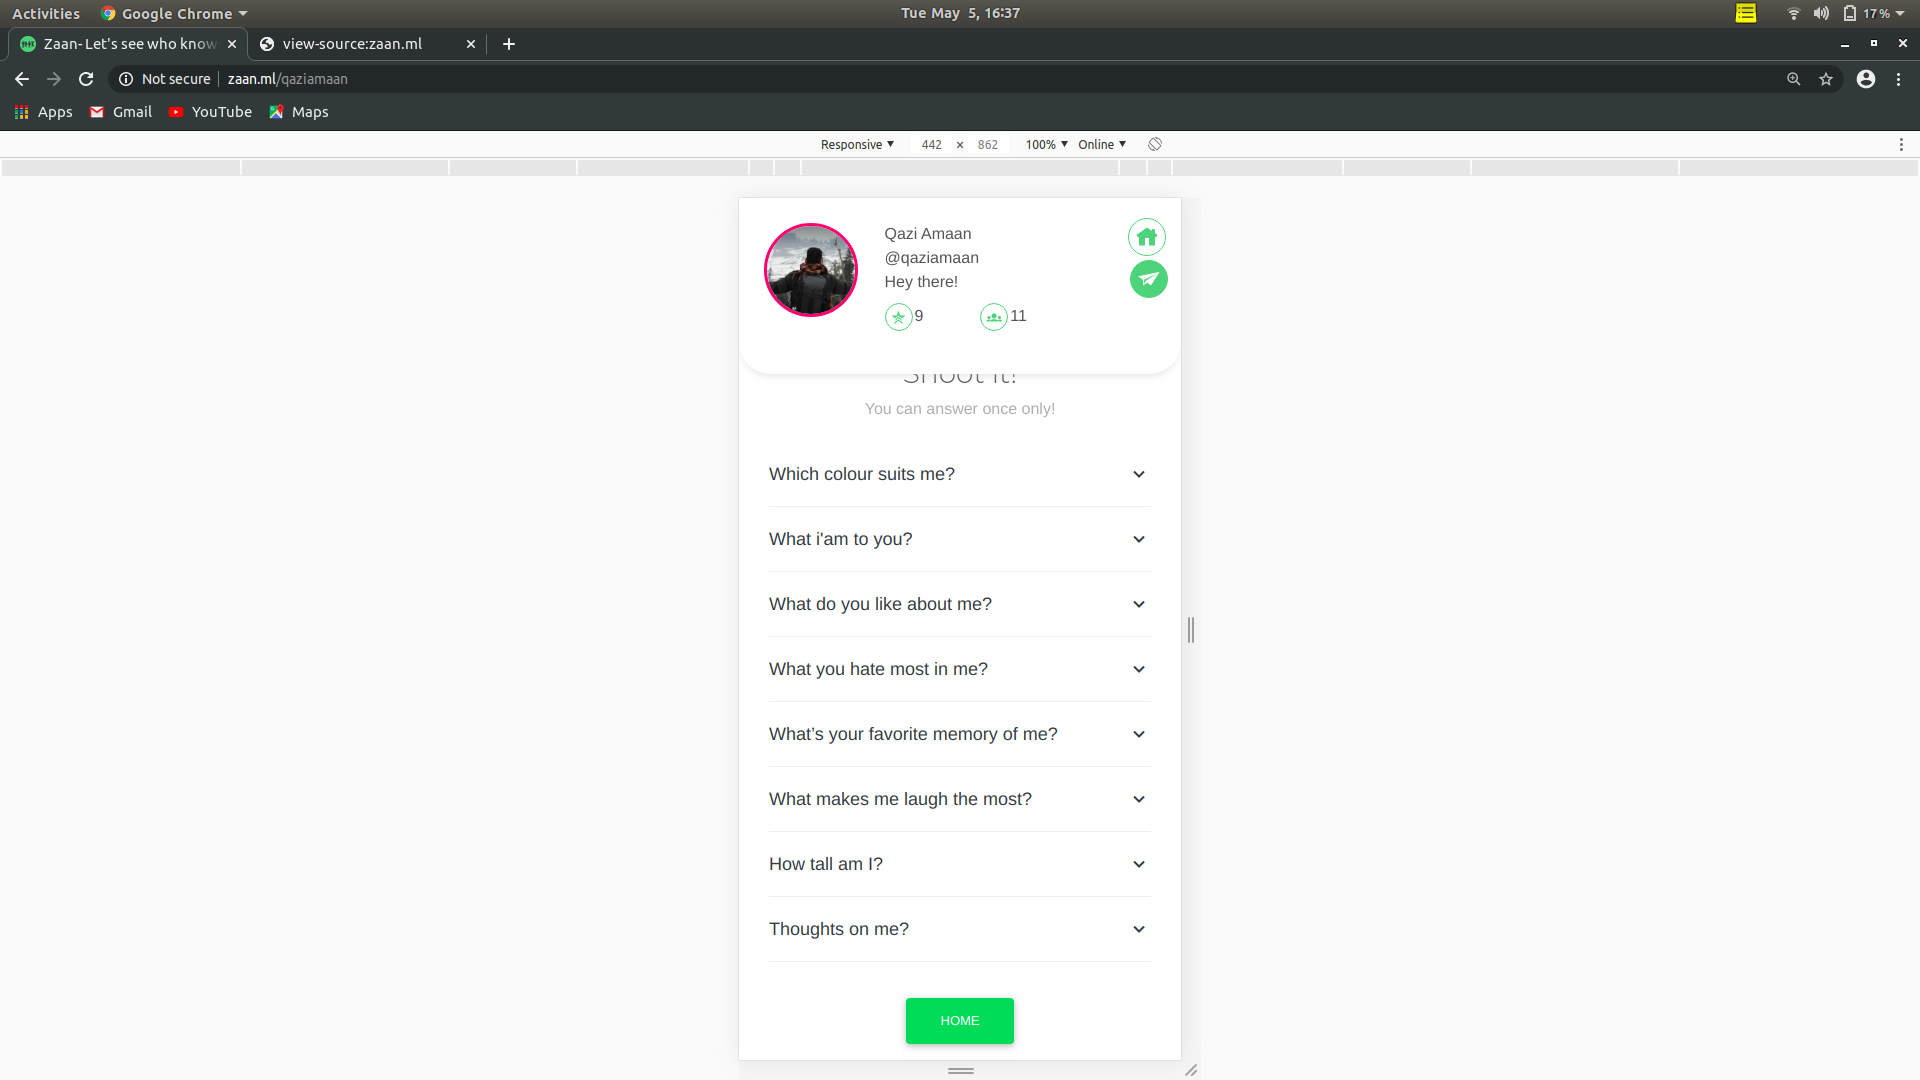 Activities
Google Chrome
Tue May 5, 16:37
17%
Zaan- Let's see who know
view-source:zaan.ml
Not secure
zaan.ml/qaziamaan
Apps
Gmail
YouTube
Maps
Responsive
442 × 862
100%
Online
Qazi Amaan
@qaziamaan
Hey there!
9
11
Shoot it!
You can answer once only!
Which colour suits me?
What i'am to you?
What do you like about me?
What you hate most in me?
What’s your favorite memory of me?
What makes me laugh the most?
How tall am I?
Thoughts on me?
HOME